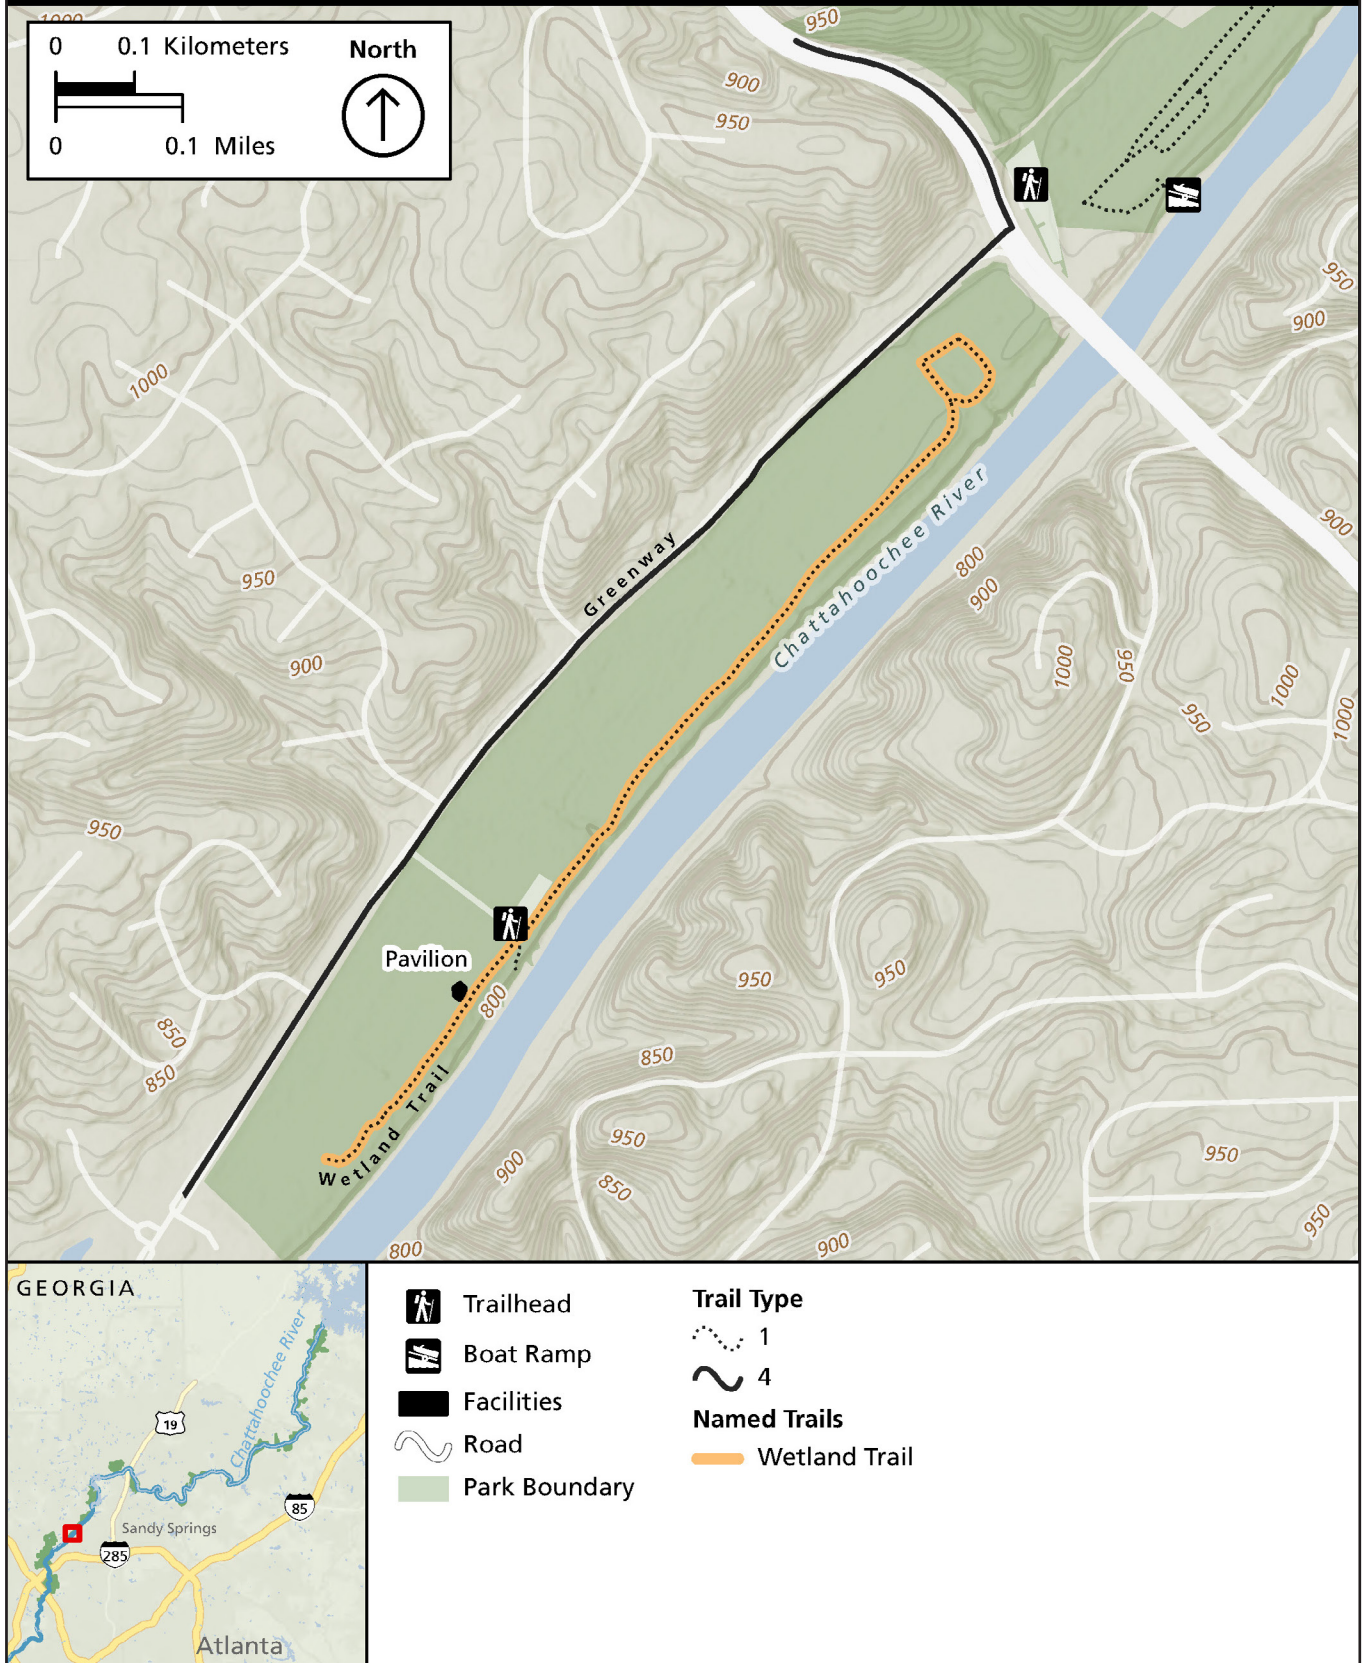 1000
0 0.1 Kilometers
North
0 0.1 Miles
950
900
950
950
900
1000
900
Greenway
Chattahoochee River
950
800
900
900
1000
950
1000
950
1000
950
Pavilion
800
950
950
850
850
850
Wetland Trail
950
900
850
950
950
800
900
GEORGIA
Chattahoochee River
19
85
Sandy Springs
285
Atlanta
Trailhead
Boat Ramp
Facilities
Road
Park Boundary
Trail Type
1
4
Named Trails
Wetland Trail